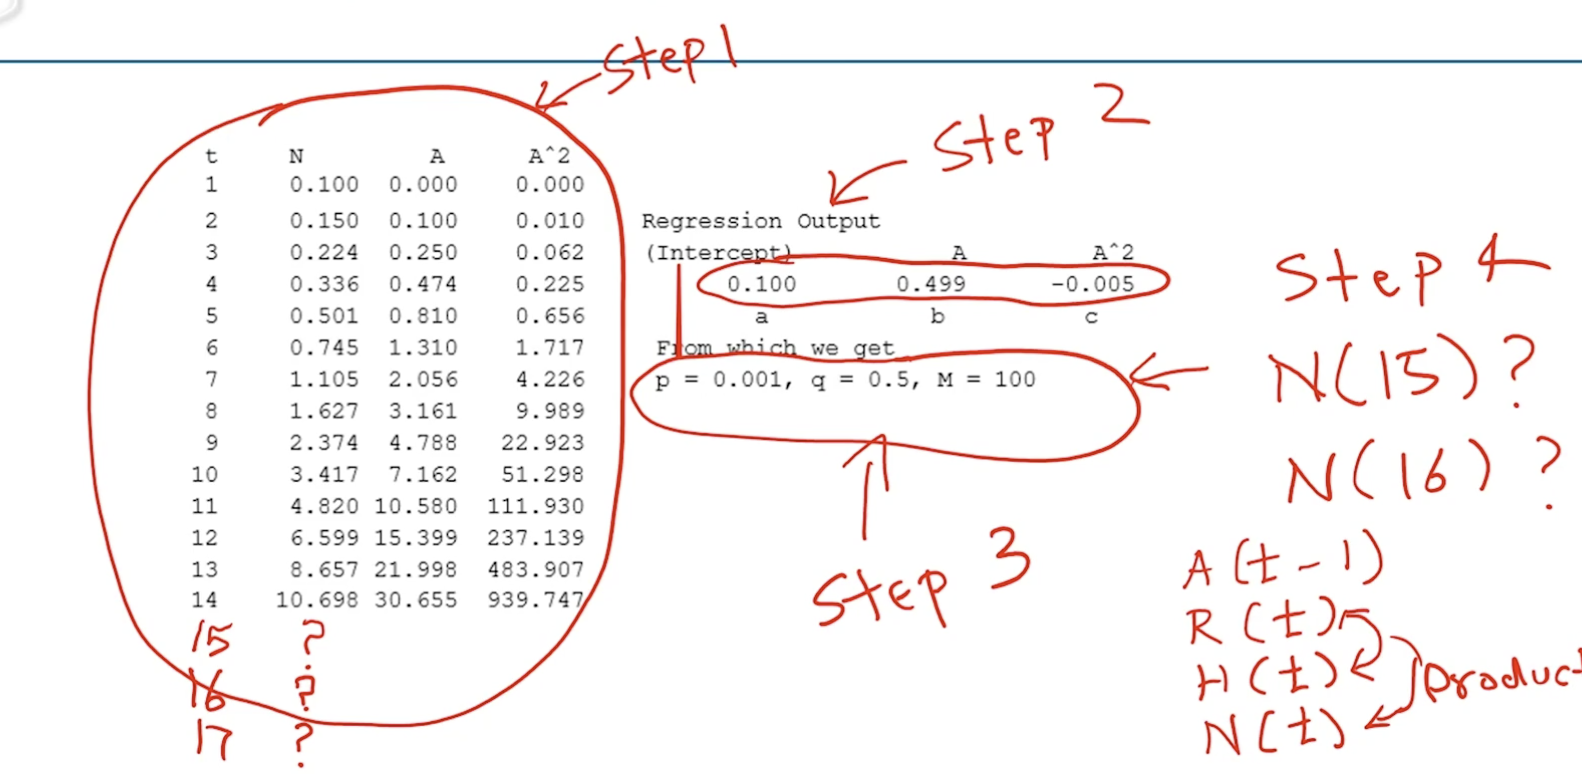 Step 1
t N A A^2
1 0.100 0.000 0.000
2 0.150 0.100 0.010
3 0.224 0.250 0.062
4 0.336 0.474 0.225
5 0.501 0.810 0.656
6 0.745 1.310 1.717
7 1.105 2.056 4.226
8 1.627 3.161 9.989
9 2.374 4.788 22.923
10 3.417 7.162 51.298
11 4.820 10.580 111.930
12 6.599 15.399 237.139
13 8.657 21.998 483.907
14 10.698 30.655 939.747
15 ?
16 ?
17 ?
Step 2
Regression Output
(Intercept) A A^2
0.100 0.499 -0.005
a b c
From which we get
p = 0.001, q = 0.5, M = 100
Step 3
Step 4
N(15)?
N(16)?
A(t-1)
R(t)
H(t)
N(t)
Product